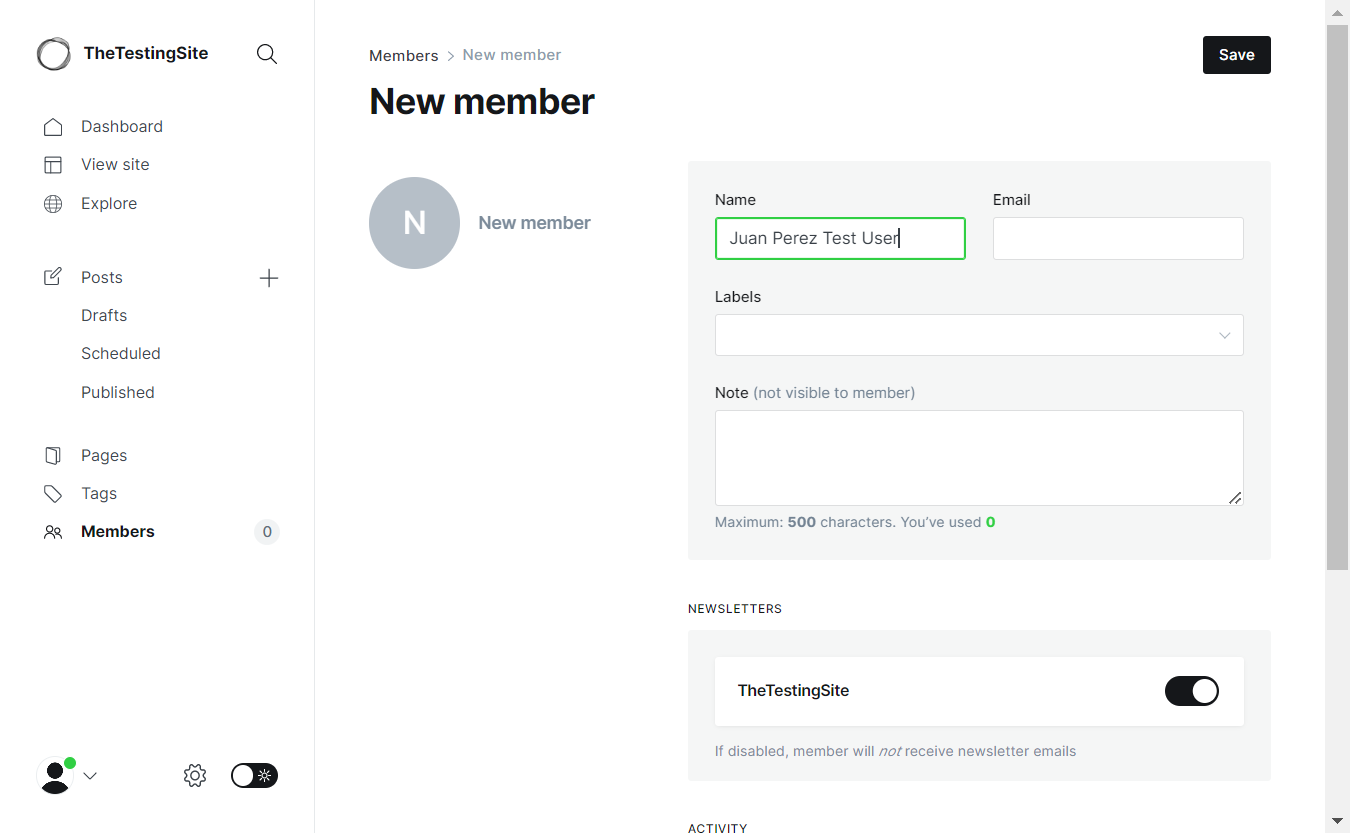 TheTestingSite
Dashboard
View site
Explore
Posts
Drafts
Scheduled
Published
Pages
Tags
Members 0
Members > New member
Save
New member
N New member
Name
Juan Perez Test User
Email
Labels
Note (not visible to member)
Maximum: 500 characters. You’ve used 0
NEWSLETTERS
TheTestingSite
If disabled, member will not receive newsletter emails
ACTIVITY